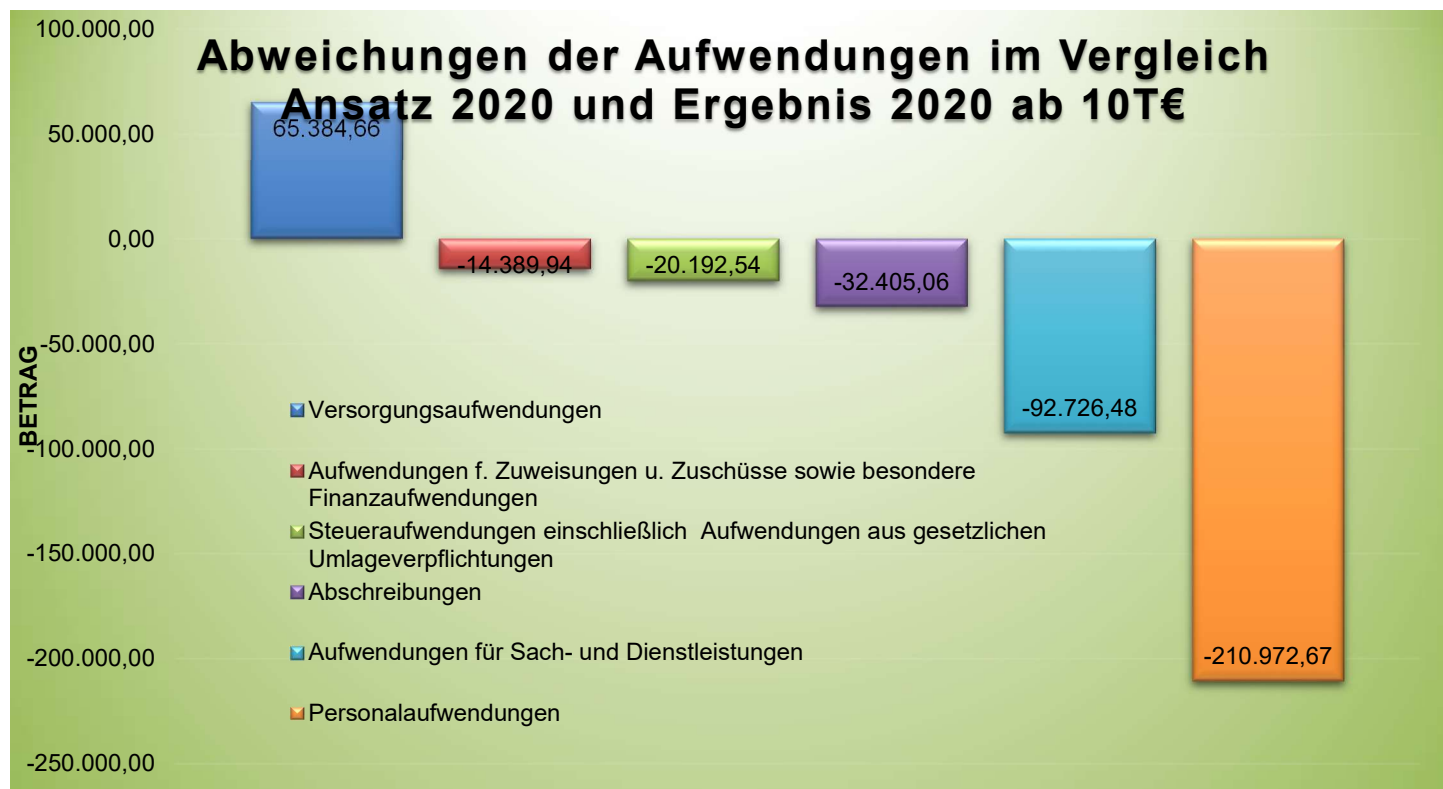 Abweichungen der Aufwendungen im Vergleich
Ansatz 2020 und Ergebnis 2020 ab 10T€
100.000,00
50.000,00
0,00
-50.000,00
-100.000,00
-150.000,00
-200.000,00
-250.000,00
BETRAG
65.384,66
-14.389,94
-20.192,54
-32.405,06
-92.726,48
-210.972,67
Versorgungsaufwendungen
Aufwendungen f. Zuweisungen u. Zuschüsse sowie besondere
Finanzaufwendungen
Steueraufwendungen einschließlich  Aufwendungen aus gesetzlichen
Umlageverpflichtungen
Abschreibungen
Aufwendungen für Sach- und Dienstleistungen
Personalaufwendungen